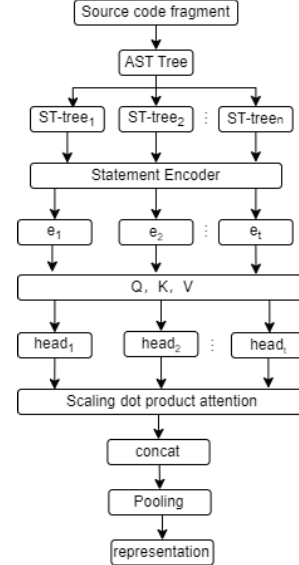 Source code fragment
AST Tree
ST-tree₁ ST-tree₂ ⋮ ST-treeₙ
Statement Encoder
e₁ e₂ ⋮ eₜ
Q, K, V
head₁ head₂ ⋮ headₜ
Scaling dot product attention
concat
Pooling
representation